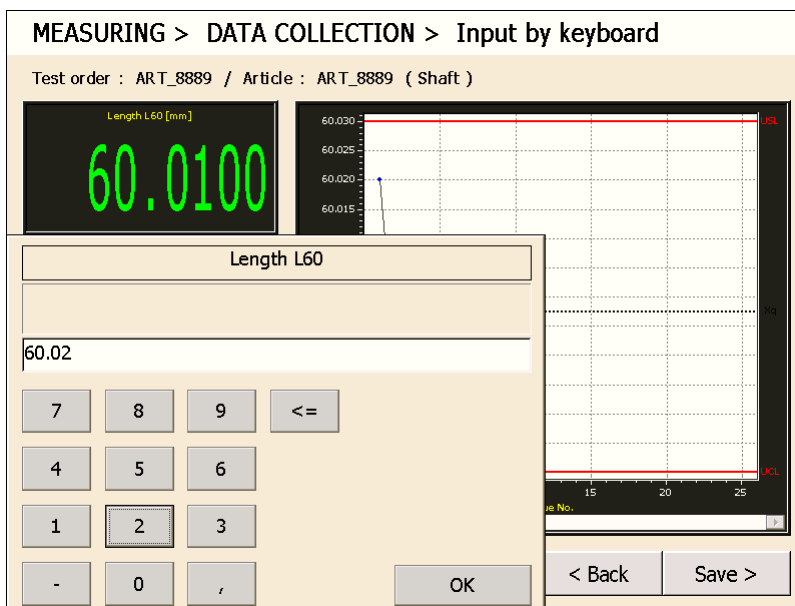 MEASURING > DATA COLLECTION > Input by keyboard
Test order : ART_8889 / Article : ART_8889 ( Shaft )
Length L60 [mm]
60.0100
60.030
60.025
60.020
60.015
USL
Xq
UCL
15 20 25
ue No.
Length L60
60.02
7 8 9 <=
4 5 6
1 2 3
- 0 , OK
< Back Save >